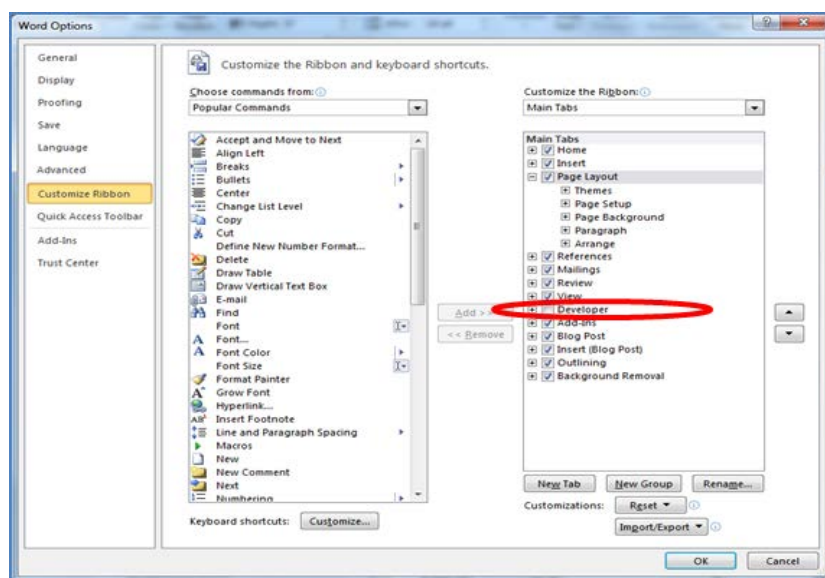 Word Options
General
Display
Proofing
Save
Language
Advanced
Customize Ribbon
Quick Access Toolbar
Add-Ins
Trust Center
Customize the Ribbon and keyboard shortcuts.
Choose commands from:
Popular Commands
Accept and Move to Next
Align Left
Breaks
Bullets
Center
Change List Level
Copy
Cut
Define New Number Format...
Delete
Draw Table
Draw Vertical Text Box
E-mail
Find
Font
Font...
Font Color
Font Size
Format Painter
Grow Font
Hyperlink...
Insert Footnote
Line and Paragraph Spacing
Macros
New
New Comment
Next
Numbering
Keyboard shortcuts: Customize...
Add >>
<< Remove
Customize the Ribbon:
Main Tabs
Main Tabs
Home
Insert
Page Layout
Themes
Page Setup
Page Background
Paragraph
Arrange
References
Mailings
Review
View
Developer
Add-Ins
Blog Post
Insert (Blog Post)
Outlining
Background Removal
New Tab New Group Rename...
Customizations: Reset
Import/Export
OK Cancel